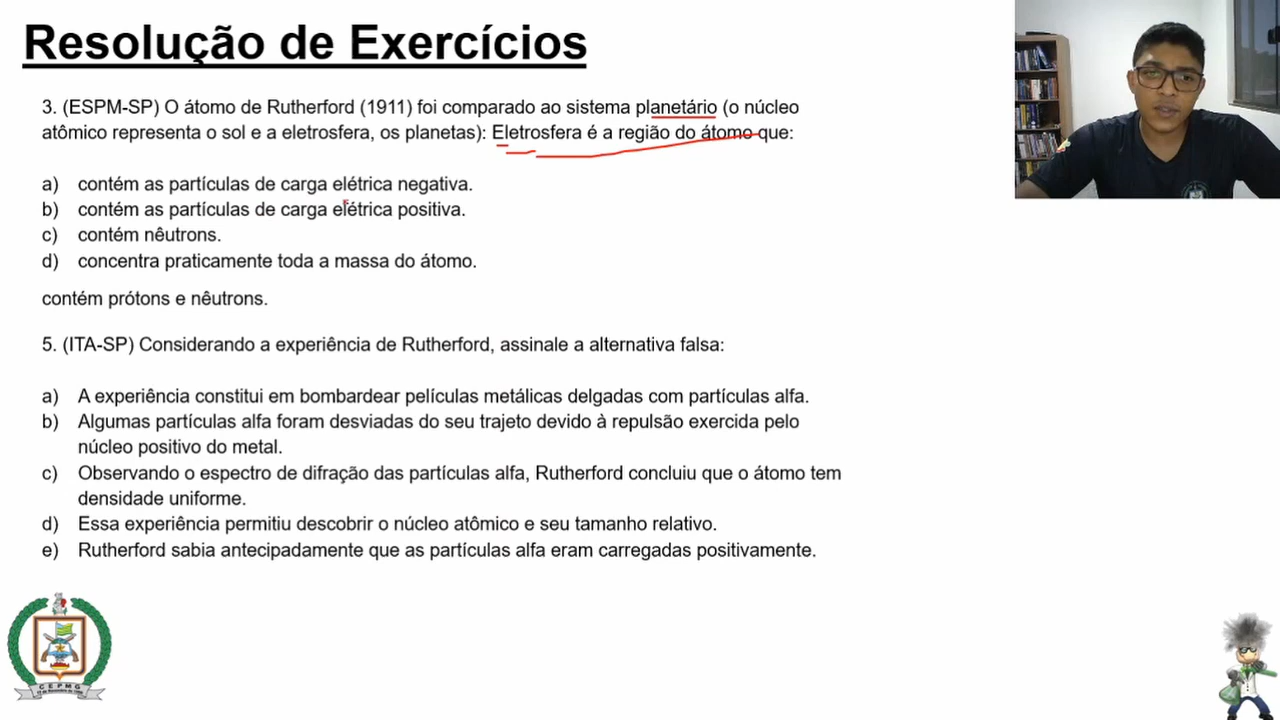 Resolução de Exercícios
3. (ESPM-SP) O átomo de Rutherford (1911) foi comparado ao sistema planetário (o núcleo
atômico representa o sol e a eletrosfera, os planetas): Eletrosfera é a região do átomo que:
a) contém as partículas de carga elétrica negativa.
b) contém as partículas de carga elétrica positiva.
c) contém nêutrons.
d) concentra praticamente toda a massa do átomo.
contém prótons e nêutrons.
5. (ITA-SP) Considerando a experiência de Rutherford, assinale a alternativa falsa:
a) A experiência constitui em bombardear películas metálicas delgadas com partículas alfa.
b) Algumas partículas alfa foram desviadas do seu trajeto devido à repulsão exercida pelo
núcleo positivo do metal.
c) Observando o espectro de difração das partículas alfa, Rutherford concluiu que o átomo tem
densidade uniforme.
d) Essa experiência permitiu descobrir o núcleo atômico e seu tamanho relativo.
e) Rutherford sabia antecipadamente que as partículas alfa eram carregadas positivamente.
CEPMG